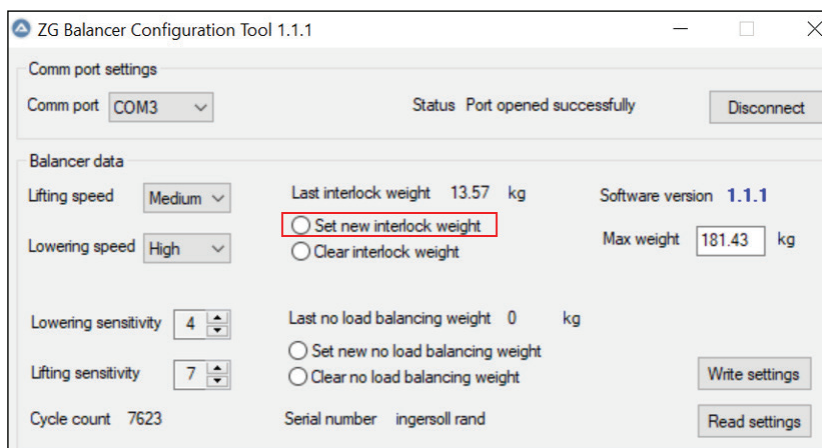 ZG Balancer Configuration Tool 1.1.1
Comm port settings
Comm port COM3 Status Port opened successfully Disconnect
Balancer data
Lifting speed Medium Last interlock weight 13.57 kg Software version 1.1.1
Set new interlock weight
Lowering speed High Clear interlock weight Max weight 181.43 kg
Lowering sensitivity 4 Last no load balancing weight 0 kg
Set new no load balancing weight
Lifting sensitivity 7 Clear no load balancing weight Write settings
Cycle count 7623 Serial number ingersoll rand Read settings